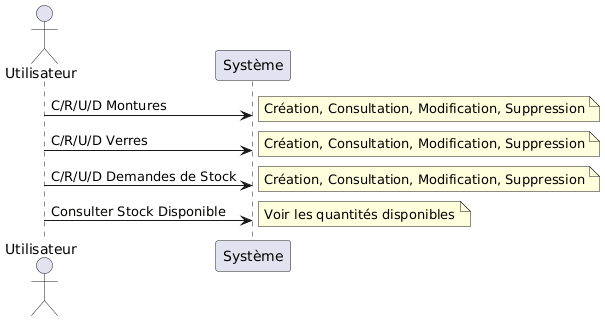 Utilisateur
Système
C/R/U/D Montures
Création, Consultation, Modification, Suppression
C/R/U/D Verres
Création, Consultation, Modification, Suppression
C/R/U/D Demandes de Stock
Création, Consultation, Modification, Suppression
Consulter Stock Disponible
Voir les quantités disponibles
Utilisateur
Système